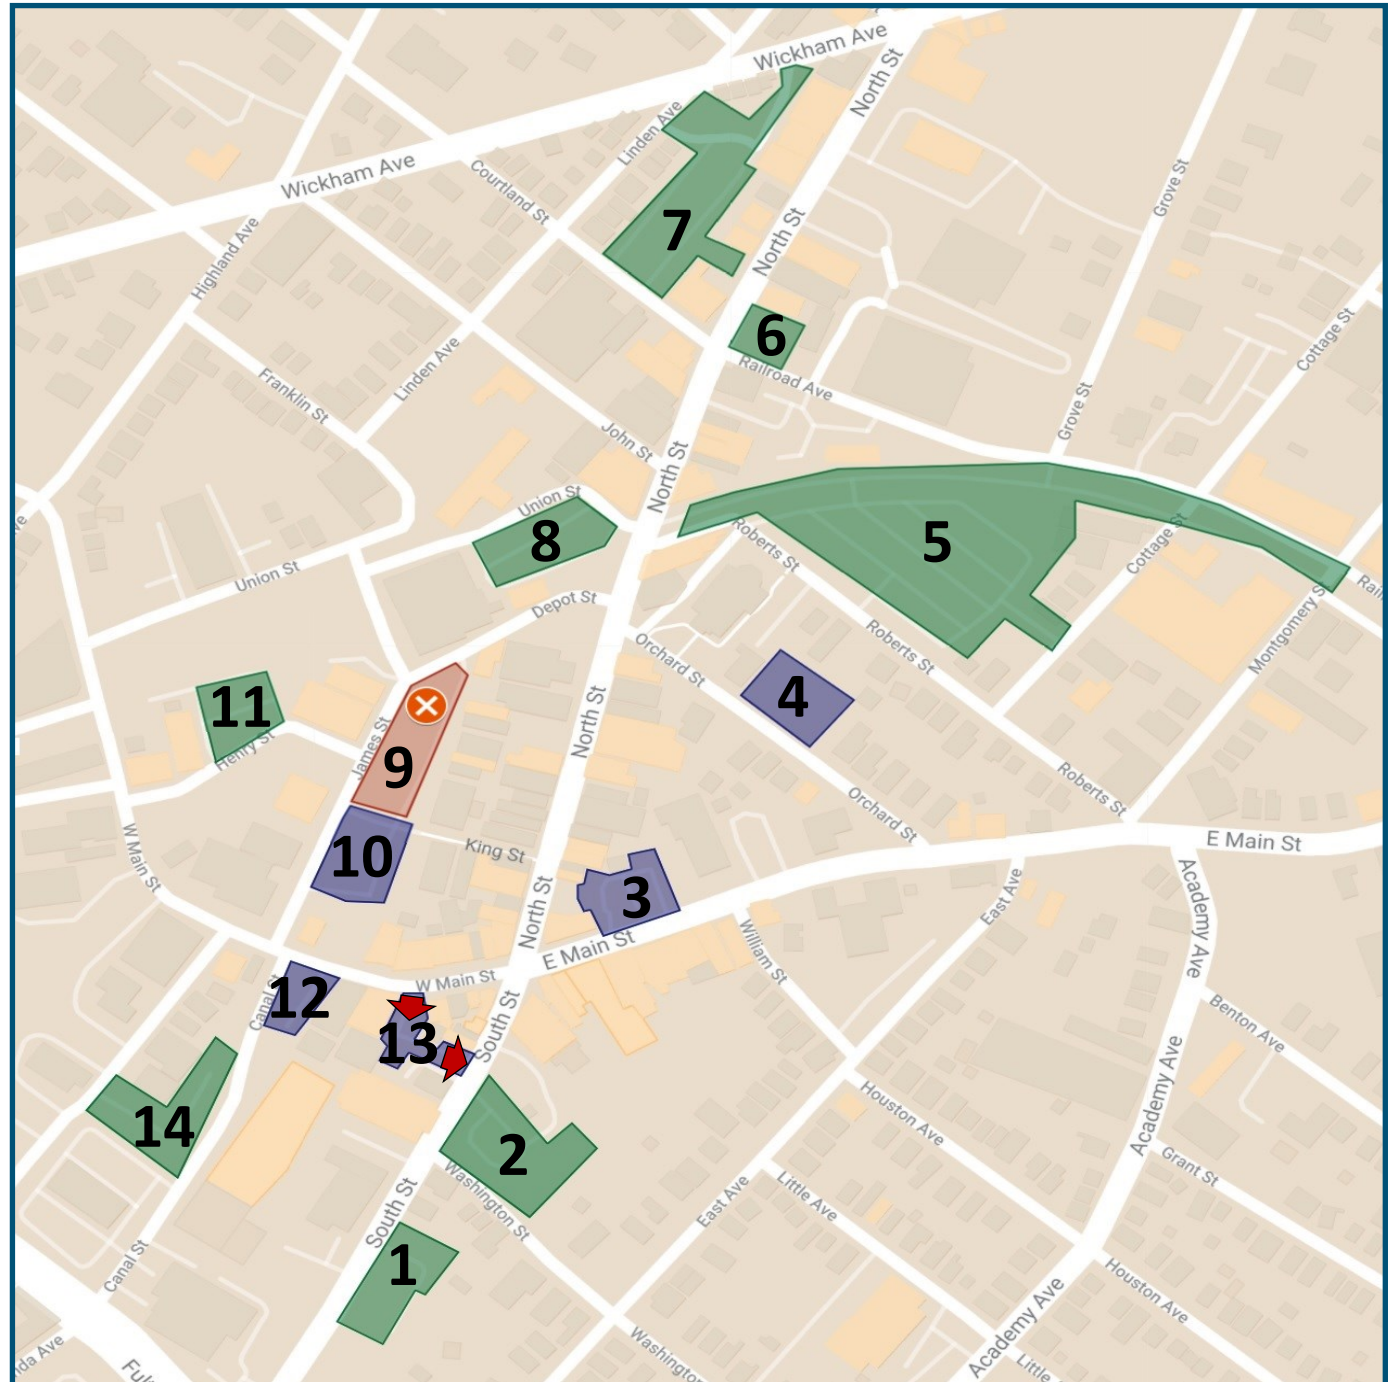 Wickham Ave
North St
Linden Ave
Wickham Ave
Courtland St
Grove St
Highland Ave
7
North St
6
Railroad Ave
Cottage St
Linden Ave
Franklin St
John St
Grove St
North St
Union St
8
5
Roberts St
Cottage St
Union St
Depot St
Roberts St
Montgomery S
Orchard St
4
11
Henry St
James St
9
North St
Roberts St
Orchard St
W Main St
10
King St
E Main St
3
North St
East Ave
Academy Ave
E Main St
William St
W Main St
12
Canal
13
South St
Benton Ave
14
2
Houston Ave
Academy Ave
Washington St
Grant St
East Ave
Little Ave
South St
1
Canal St
Houston Ave
Academy Ave
Washington
Little